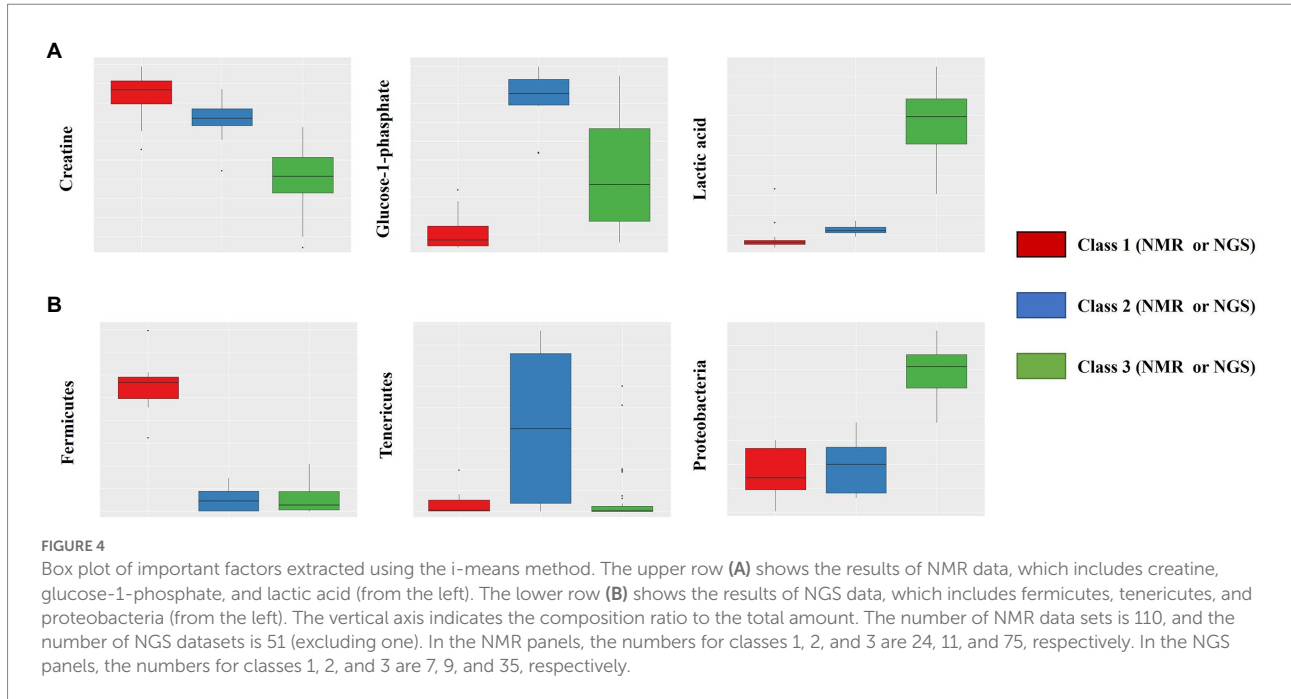 A
Creatine
Glucose-1-phasphate
Lactic acid
Class 1 (NMR or NGS)
Class 2 (NMR or NGS)
Class 3 (NMR or NGS)
B
Fermicutes
Tenericutes
Proteobacteria
FIGURE 4
Box plot of important factors extracted using the i-means method. The upper row (A) shows the results of NMR data, which includes creatine,
glucose-1-phosphate, and lactic acid (from the left). The lower row (B) shows the results of NGS data, which includes fermicutes, tenericutes, and
proteobacteria (from the left). The vertical axis indicates the composition ratio to the total amount. The number of NMR data sets is 110, and the
number of NGS datasets is 51 (excluding one). In the NMR panels, the numbers for classes 1, 2, and 3 are 24, 11, and 75, respectively. In the NGS
panels, the numbers for classes 1, 2, and 3 are 7, 9, and 35, respectively.